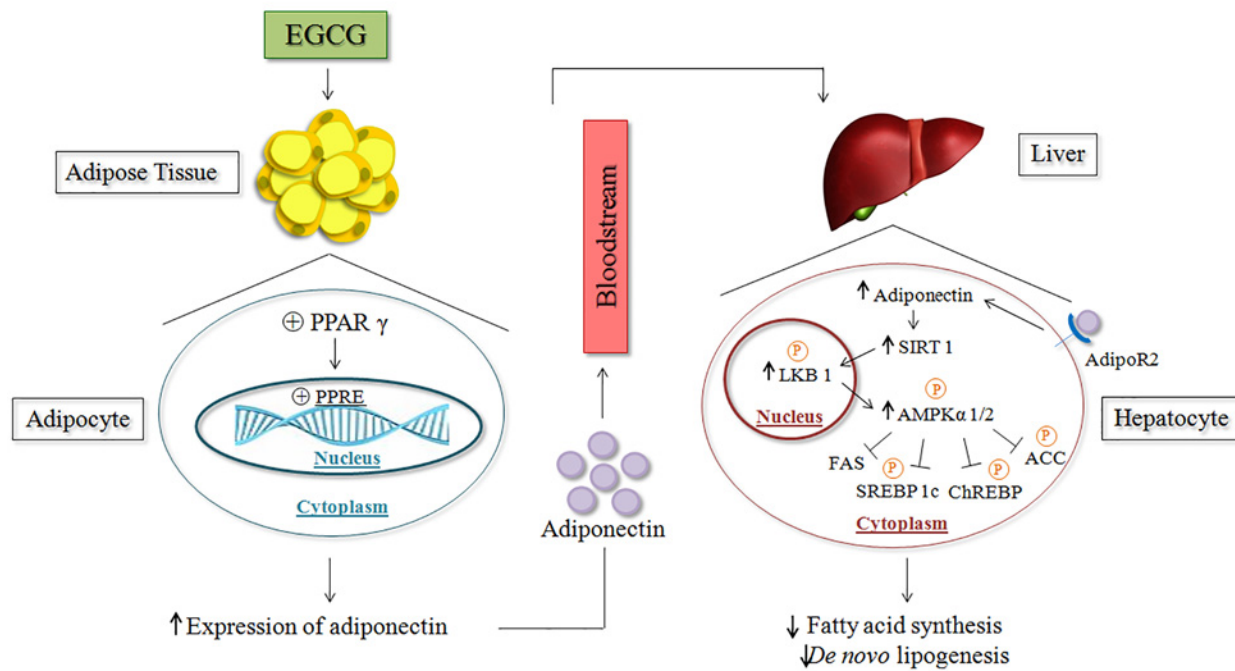 EGCG
Adipose Tissue
Bloodstream
Liver
⊕ PPAR γ
⊕ PPRE
Nucleus
Cytoplasm
Adipocyte
Adiponectin
↑ Expression of adiponectin
↑ Adiponectin
AdipoR2
↑ SIRT 1
P
↑ LKB 1
Nucleus
P
↑ AMPKα 1/2
Hepatocyte
FAS
P
SREBP 1c
P
ChREBP
P
ACC
Cytoplasm
↓ Fatty acid synthesis
↓ De novo lipogenesis